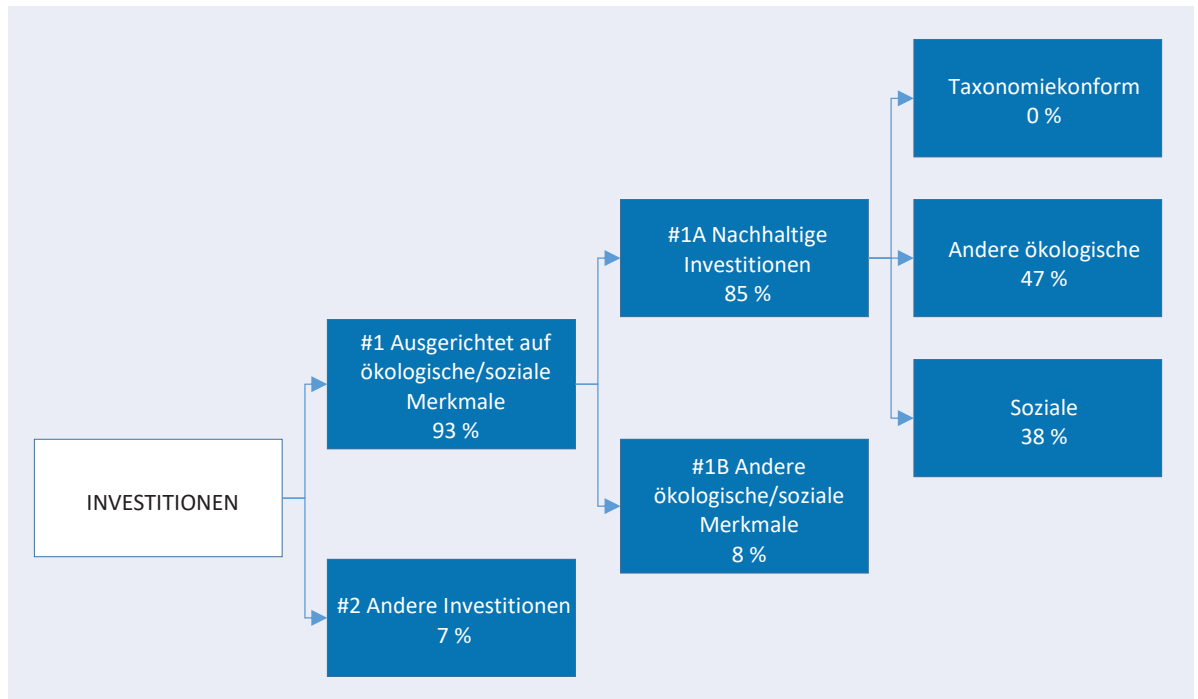 INVESTITIONEN
#1 Ausgerichtet auf
ökologische/soziale
Merkmale
93 %
#2 Andere Investitionen
7 %
#1A Nachhaltige
Investitionen
85 %
#1B Andere
ökologische/soziale
Merkmale
8 %
Taxonomiekonform
0 %
Andere ökologische
47 %
Soziale
38 %